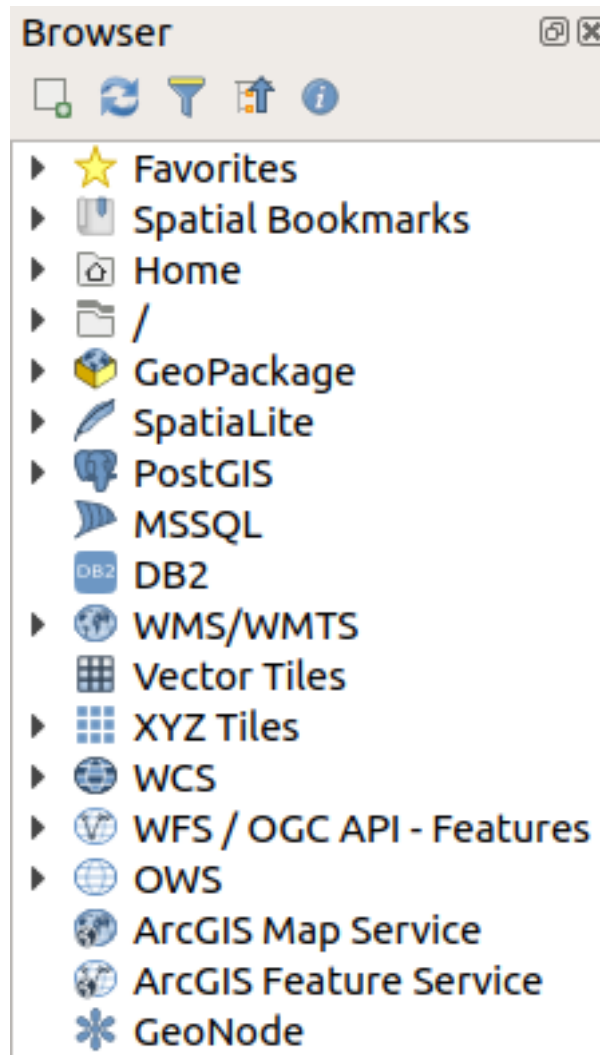 Browser
Favorites
Spatial Bookmarks
Home
/
GeoPackage
SpatiaLite
PostGIS
MSSQL
DB2 DB2
WMS/WMTS
Vector Tiles
XYZ Tiles
WCS
WFS / OGC API - Features
OWS
ArcGIS Map Service
ArcGIS Feature Service
GeoNode